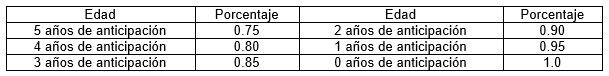 Edad Porcentaje Edad Porcentaje
5 años de anticipación 0.75 2 años de anticipación 0.90
4 años de anticipación 0.80 1 años de anticipación 0.95
3 años de anticipación 0.85 0 años de anticipación 1.0